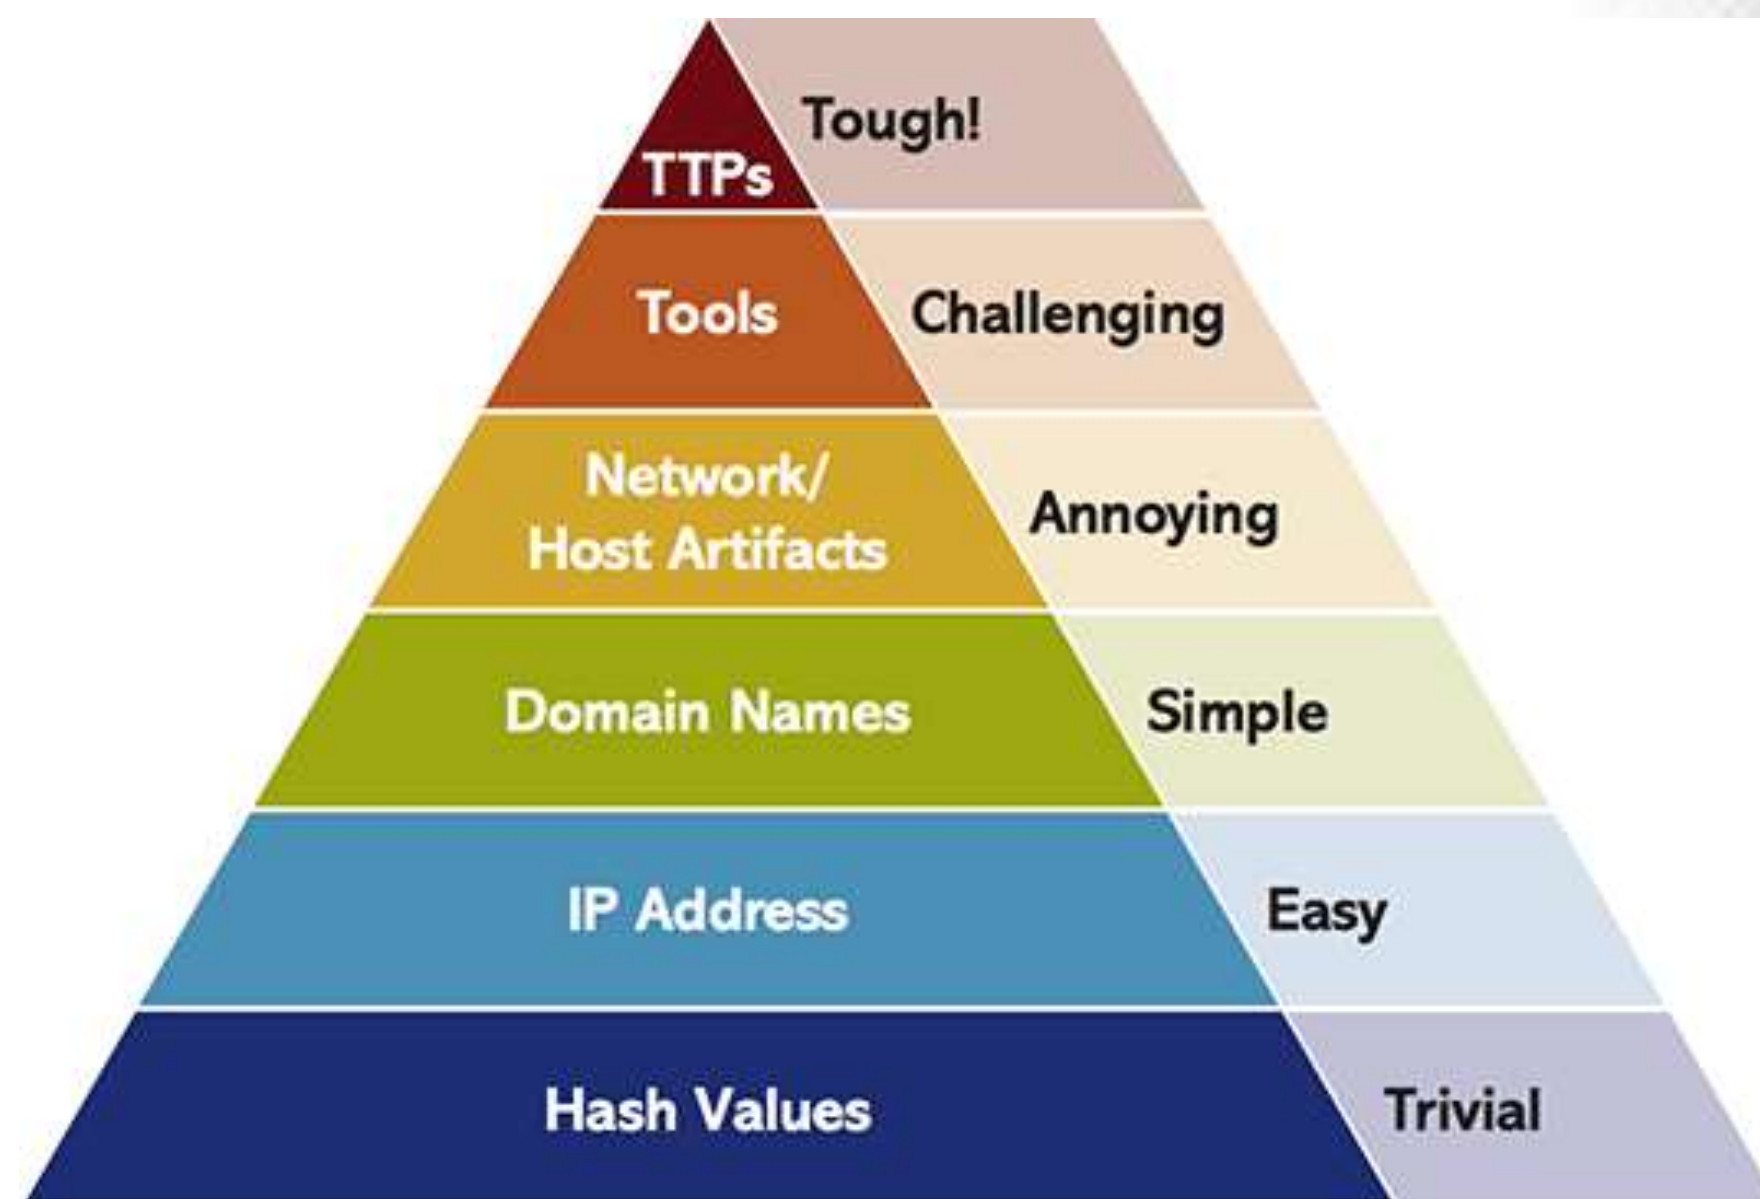 Tough!
TTPs
Tools
Challenging
Network/
Host Artifacts
Annoying
Domain Names
Simple
IP Address
Easy
Hash Values
Trivial